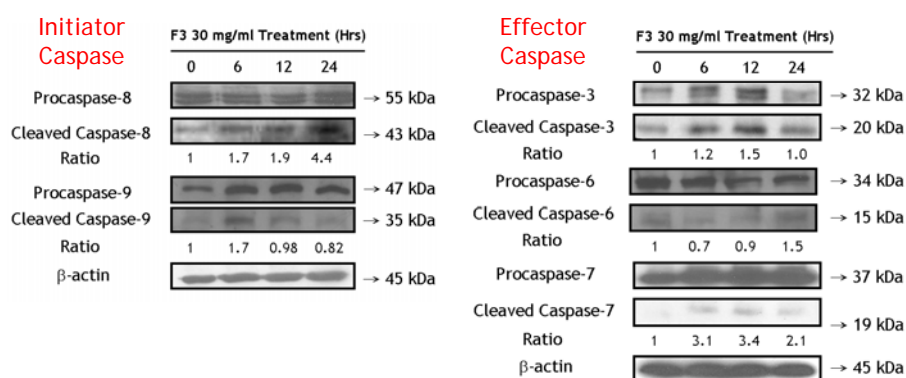 Initiator
Caspase
F3 30 mg/ml Treatment (Hrs)
0 6 12 24
Procaspase-8 → 55 kDa
Cleaved Caspase-8 → 43 kDa
Ratio 1 1.7 1.9 4.4
Procaspase-9 → 47 kDa
Cleaved Caspase-9 → 35 kDa
Ratio 1 1.7 0.98 0.82
β-actin → 45 kDa
Effector
Caspase
F3 30 mg/ml Treatment (Hrs)
0 6 12 24
Procaspase-3 → 32 kDa
Cleaved Caspase-3 → 20 kDa
Ratio 1 1.2 1.5 1.0
Procaspase-6 → 34 kDa
Cleaved Caspase-6 → 15 kDa
Ratio 1 0.7 0.9 1.5
Procaspase-7 → 37 kDa
Cleaved Caspase-7 → 19 kDa
Ratio 1 3.1 3.4 2.1
β-actin → 45 kDa